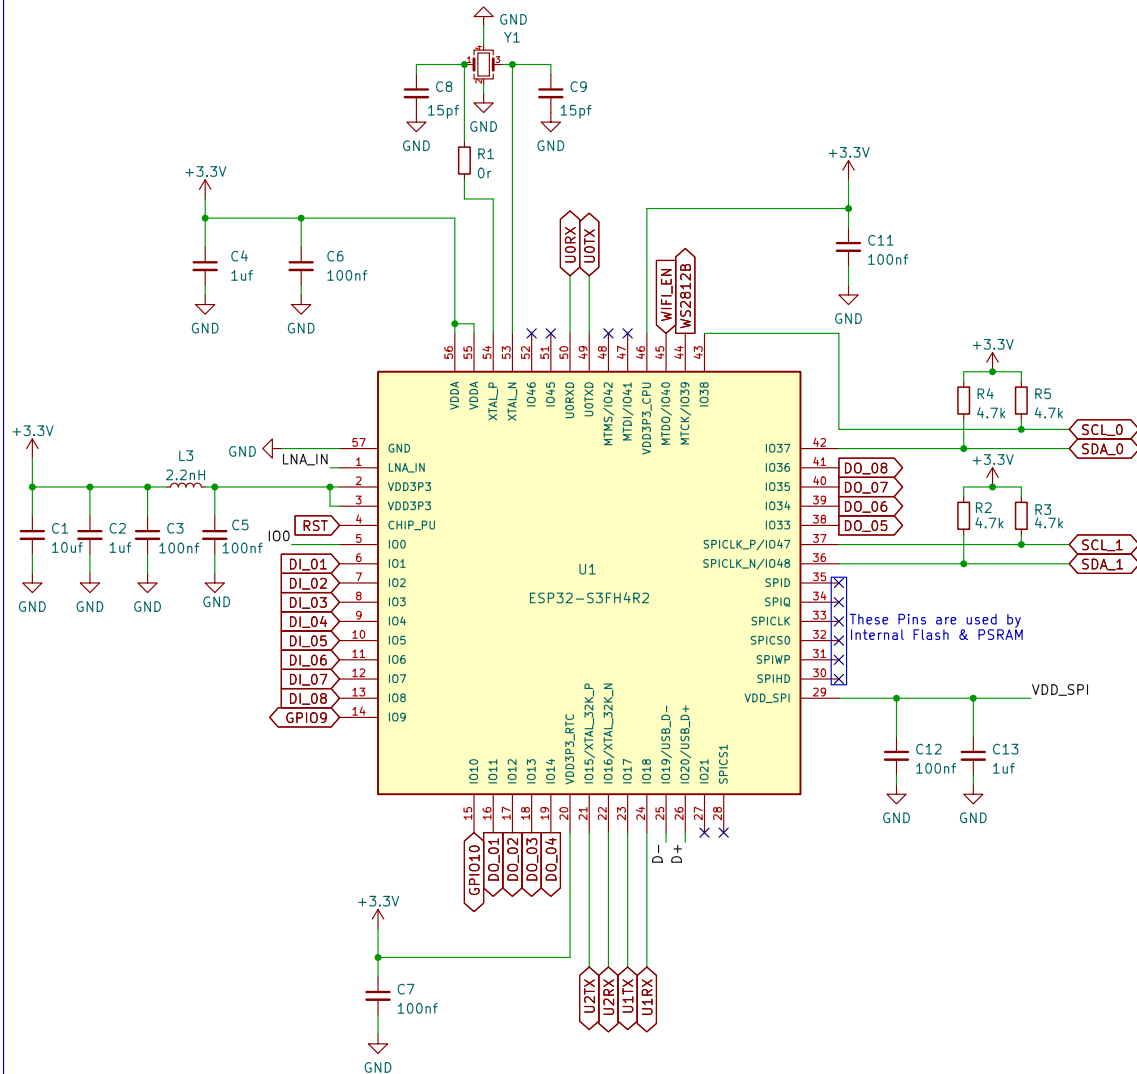 GND
Y1
4
1
3
2
C8
15pf
GND
GND
C9
15pf
GND
R1
0r
+3.3V
C4
1uf
GND
C6
100nf
GND
+3.3V
C11
100nf
GND
U0RX
U0TX
WIFI_EN
WS2812B
56
55
54
53
52
51
50
49
48
47
46
45
44
43
VDDA
VDDA
XTAL_P
XTAL_N
IO46
IO45
U0RXD
U0TXD
MTMS/IO42
MTDI/IO41
VDD3P3_CPU
MTDO/IO40
MTCK/IO39
IO38
+3.3V
L3
2.2nH
C1
10uf
GND
C2
1uf
GND
C3
100nf
GND
C5
100nf
GND
GND
57
GND
LNA_IN
1
LNA_IN
2
VDD3P3
3
VDD3P3
RST
4
CHIP_PU
IO0
5
IO0
DI_01
6
IO1
DI_02
7
IO2
DI_03
8
IO3
DI_04
9
IO4
DI_05
10
IO5
DI_06
11
IO6
DI_07
12
IO7
DI_08
13
IO8
GPIO9
14
IO9
U1
ESP32-S3FH4R2
+3.3V
R4
4.7k
R5
4.7k
SCL_0
IO37
42
SDA_0
IO36
41
DO_08
IO35
40
DO_07
IO34
39
DO_06
IO33
38
DO_05
+3.3V
R2
4.7k
R3
4.7k
SPICLK_P/IO47
37
SCL_1
SPICLK_N/IO48
36
SDA_1
SPID
35
SPIQ
34
SPICLK
33
SPICS0
32
SPIWP
31
SPIHD
30
These Pins are used by
Internal Flash & PSRAM
VDD_SPI
29
VDD_SPI
C12
100nf
GND
C13
1uf
GND
IO10
IO11
IO12
IO13
IO14
VDD3P3_RTC
IO15/XTAL_32K_P
IO16/XTAL_32K_N
IO17
IO18
IO19/USB_D-
IO20/USB_D+
IO21
SPICS1
15
16
17
18
19
20
21
22
23
24
25
26
27
28
GPIO10
DO_01
DO_02
DO_03
DO_04
D-
D+
U2TX
U2RX
U1TX
U1RX
+3.3V
C7
100nf
GND